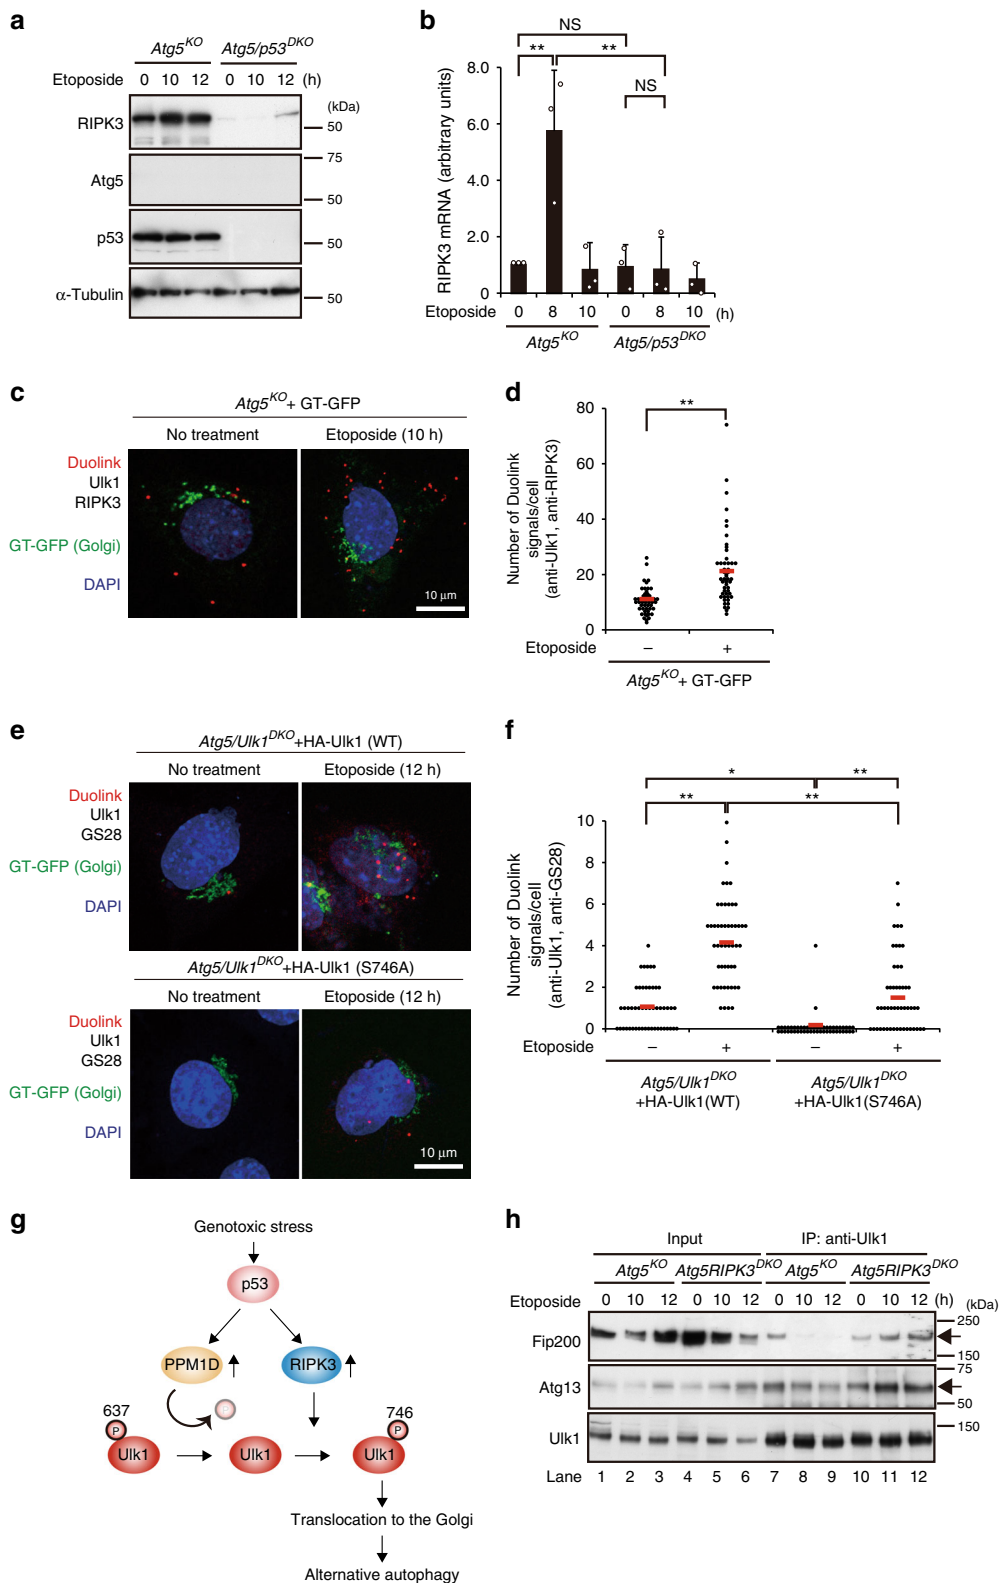 a
Atg5KO Atg5/p53DKO
Etoposide 0 10 12 0 10 12 (h)
(kDa)
RIPK3
50
75
Atg5
50
p53
50
α-Tubulin
50
b
NS
** **
NS
RIPK3 mRNA (arbitrary units)
8.0
6.0
4.0
2.0
0
Etoposide 0 8 10 0 8 10 (h)
Atg5KO Atg5/p53DKO
c
Atg5KO+ GT-GFP
No treatment Etoposide (10 h)
Duolink
Ulk1
RIPK3
GT-GFP (Golgi)
DAPI
10 μm
d
**
Number of Duolink
signals/cell
(anti-Ulk1, anti-RIPK3)
80
60
40
20
0
Etoposide – +
Atg5KO+ GT-GFP
e
Atg5/Ulk1DKO+HA-Ulk1 (WT)
No treatment Etoposide (12 h)
Duolink
Ulk1
GS28
GT-GFP (Golgi)
DAPI
Atg5/Ulk1DKO+HA-Ulk1 (S746A)
No treatment Etoposide (12 h)
Duolink
Ulk1
GS28
GT-GFP (Golgi)
DAPI
10 μm
f
* **
** **
Number of Duolink
signals/cell
(anti-Ulk1, anti-GS28)
10
8
6
4
2
0
Etoposide – + – +
Atg5/Ulk1DKO Atg5/Ulk1DKO
+HA-Ulk1(WT) +HA-Ulk1(S746A)
g
Genotoxic stress
p53
PPM1D RIPK3
P
637 746
P P
Ulk1 Ulk1 Ulk1
Translocation to the Golgi
Alternative autophagy
h
Input IP: anti-Ulk1
Atg5KO Atg5RIPK3DKO Atg5KO Atg5RIPK3DKO
Etoposide 0 10 12 0 10 12 0 10 12 0 10 12 (h)
(kDa)
250
Fip200
150
75
Atg13
50
150
Ulk1
Lane 1 2 3 4 5 6 7 8 9 10 11 12